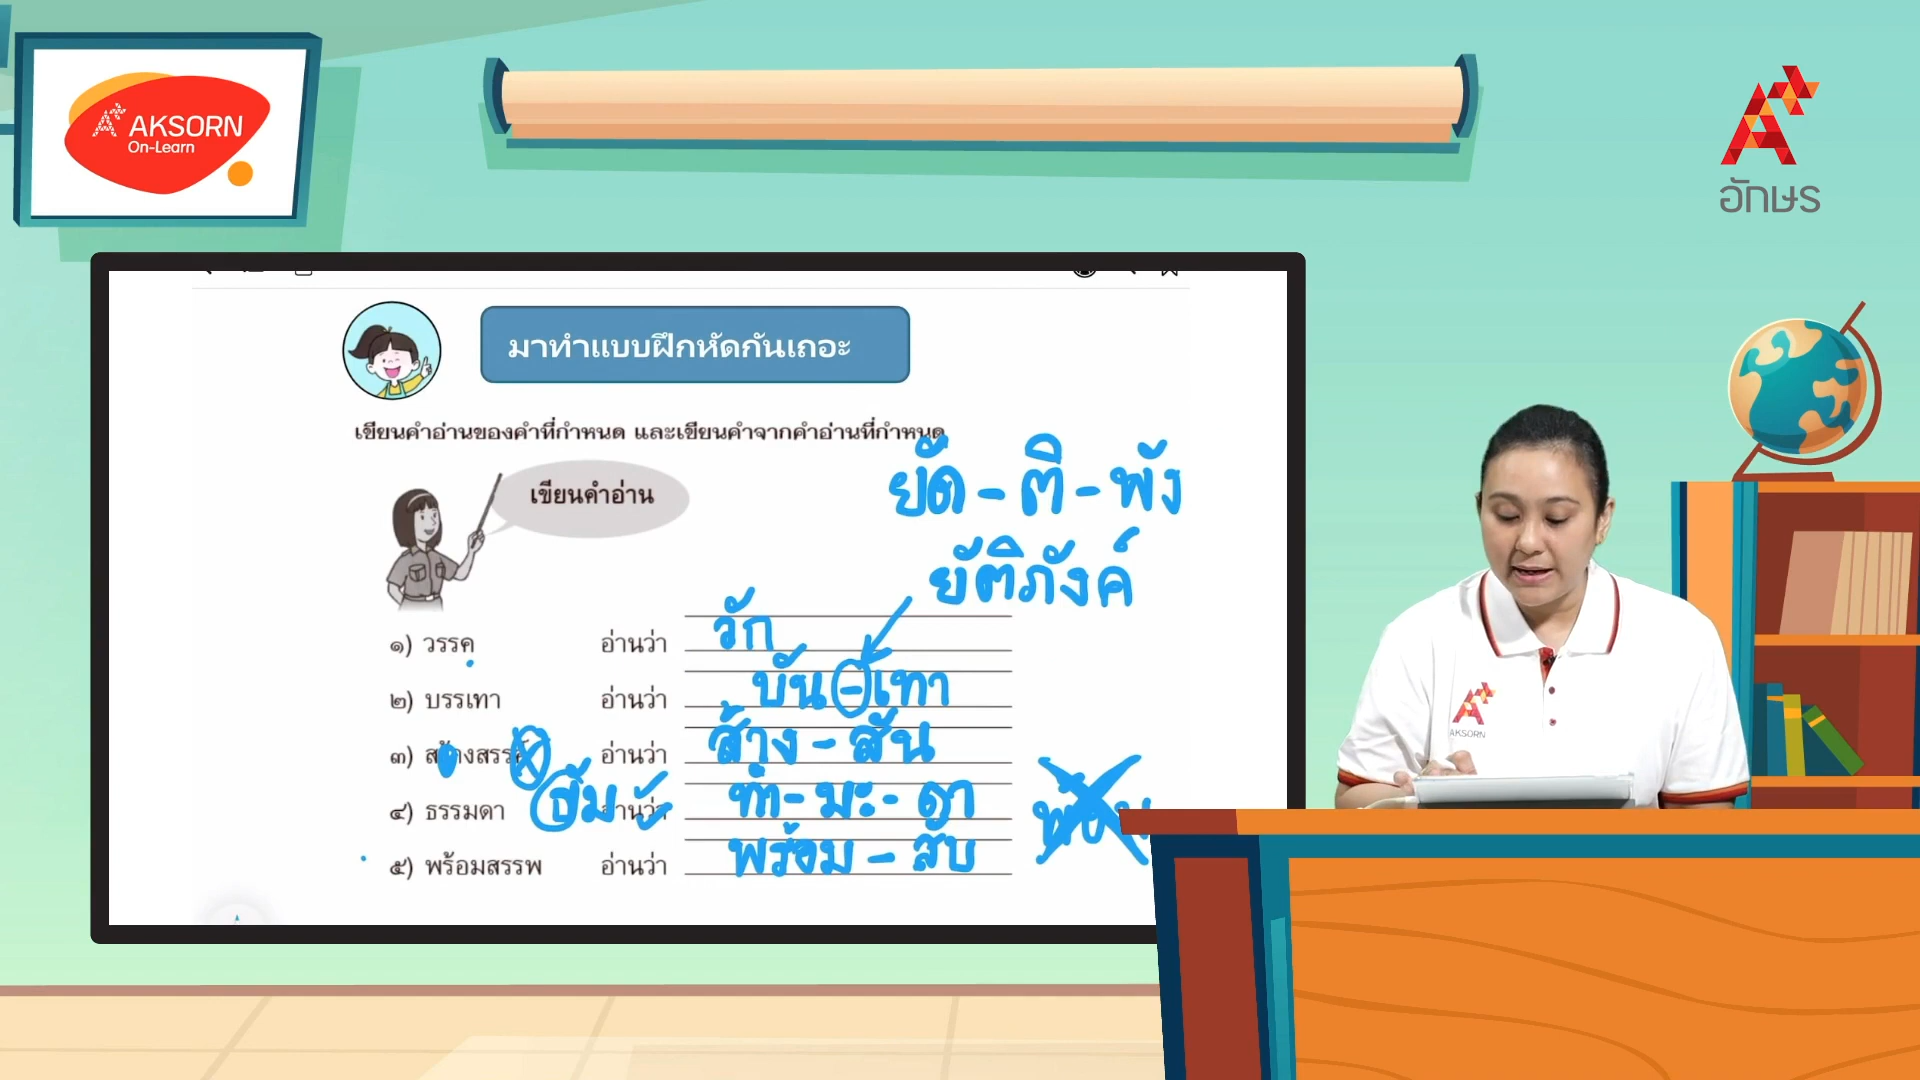 AKSORN
On-Learn
อักษร
มาทำแบบฝึกหัดกันเถอะ
เขียนคำอ่านของคำที่กำหนด และเขียนคำจากคำอ่านที่กำหนด
เขียนคำอ่าน
ยัด - ติ - พัง
ยัติภังค์
๑) วรรค อ่านว่า วัก
๒) บรรเทา อ่านว่า บัน - เทา
๓) สร้างสรรค์ อ่านว่า ส้าง - สัน
๔) ธรรมดา อ่านว่า ทำ - มะ - ดา
๕) พร้อมสรรพ อ่านว่า พร้อม - สับ
AKSORN